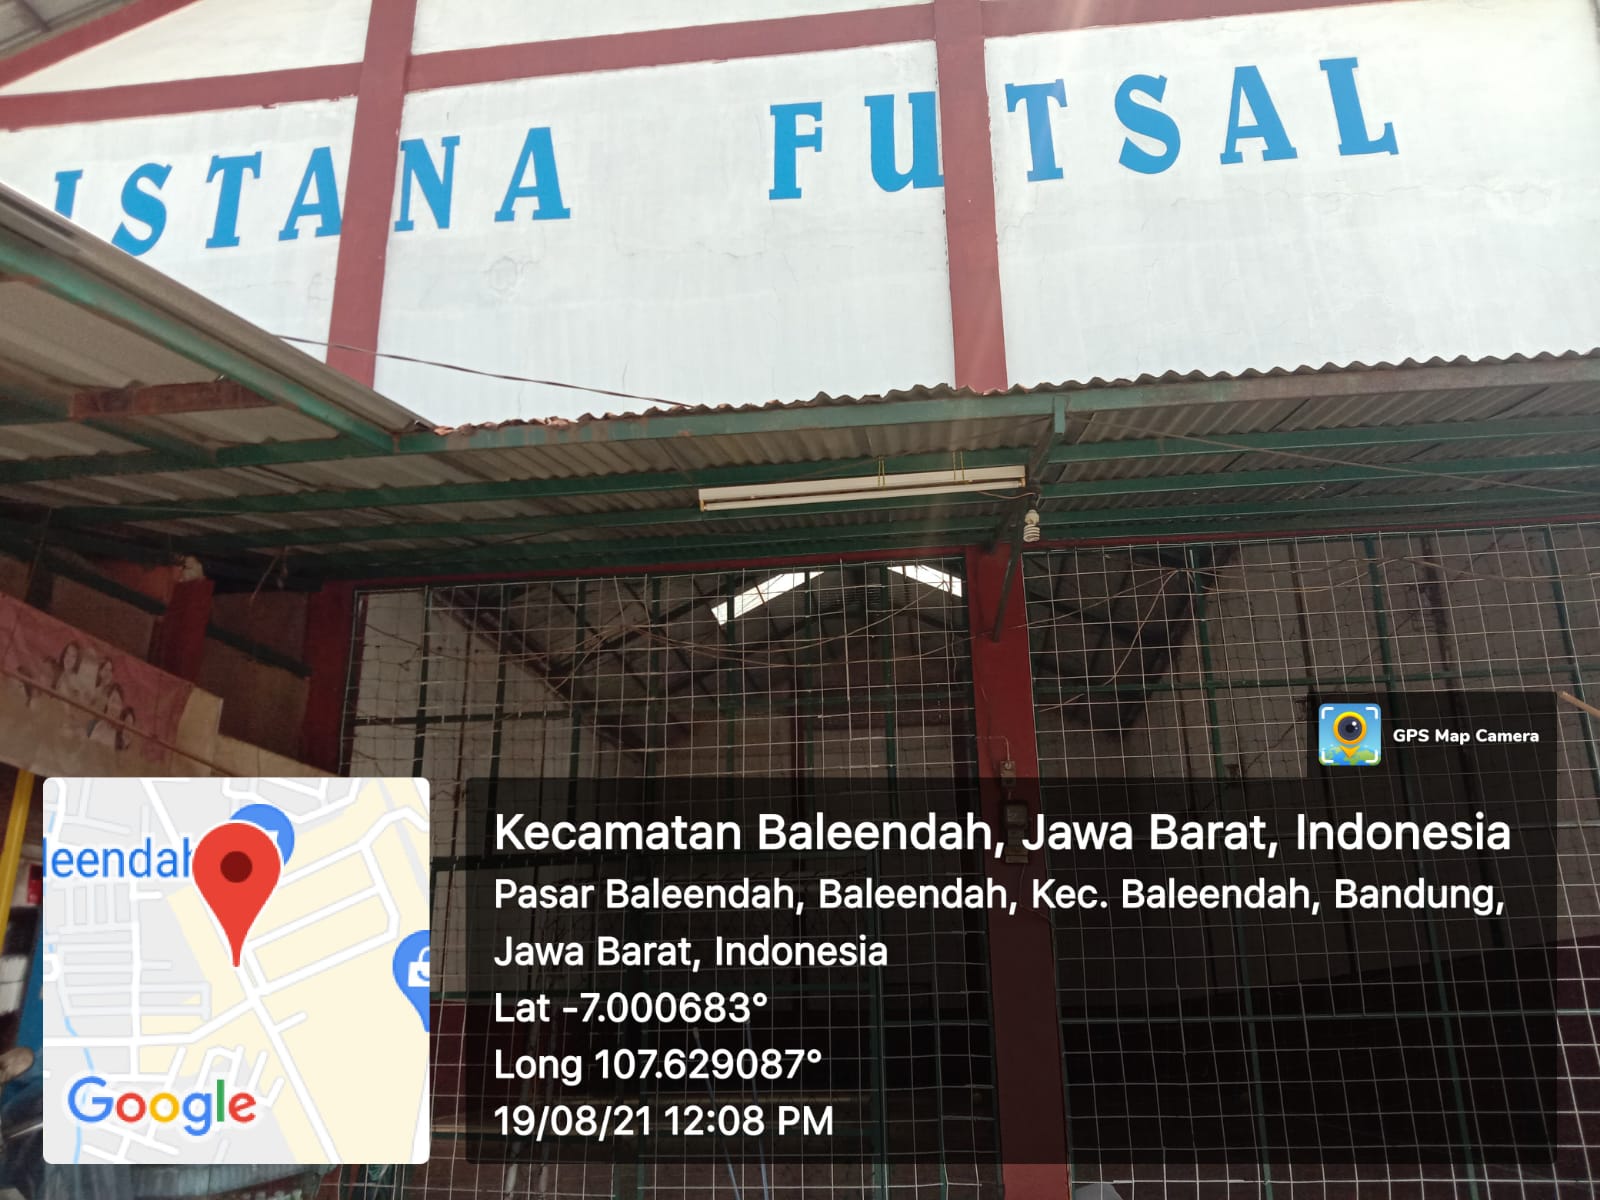 ISTANA FUTSAL
GPS Map Camera
leendah
Google
Kecamatan Baleendah, Jawa Barat, Indonesia
Pasar Baleendah, Baleendah, Kec. Baleendah, Bandung,
Jawa Barat, Indonesia
Lat -7.000683°
Long 107.629087°
19/08/21 12:08 PM